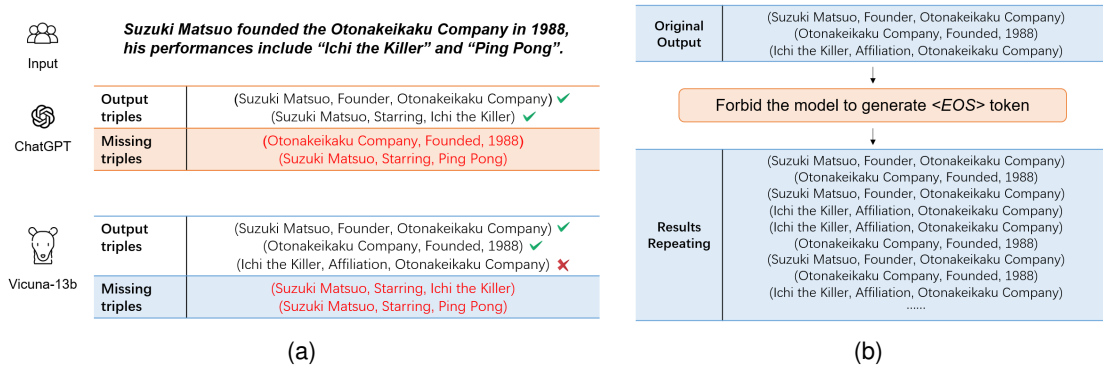 Suzuki Matsuo founded the Otonakeikaku Company in 1988,
his performances include “Ichi the Killer” and “Ping Pong”.
Input
ChatGPT
Output
triples
(Suzuki Matsuo, Founder, Otonakeikaku Company)
(Suzuki Matsuo, Starring, Ichi the Killer)
Missing
triples
(Otonakeikaku Company, Founded, 1988)
(Suzuki Matsuo, Starring, Ping Pong)
Vicuna-13b
Output
triples
(Suzuki Matsuo, Founder, Otonakeikaku Company)
(Otonakeikaku Company, Founded, 1988)
(Ichi the Killer, Affiliation, Otonakeikaku Company)
Missing
triples
(Suzuki Matsuo, Starring, Ichi the Killer)
(Suzuki Matsuo, Starring, Ping Pong)
(a)
Original
Output
(Suzuki Matsuo, Founder, Otonakeikaku Company)
(Otonakeikaku Company, Founded, 1988)
(Ichi the Killer, Affiliation, Otonakeikaku Company)
Forbid the model to generate <EOS> token
Results
Repeating
(Suzuki Matsuo, Founder, Otonakeikaku Company)
(Otonakeikaku Company, Founded, 1988)
(Suzuki Matsuo, Founder, Otonakeikaku Company)
(Ichi the Killer, Affiliation, Otonakeikaku Company)
(Ichi the Killer, Affiliation, Otonakeikaku Company)
(Otonakeikaku Company, Founded, 1988)
(Suzuki Matsuo, Founder, Otonakeikaku Company)
(Otonakeikaku Company, Founded, 1988)
(Ichi the Killer, Affiliation, Otonakeikaku Company)
......
(b)